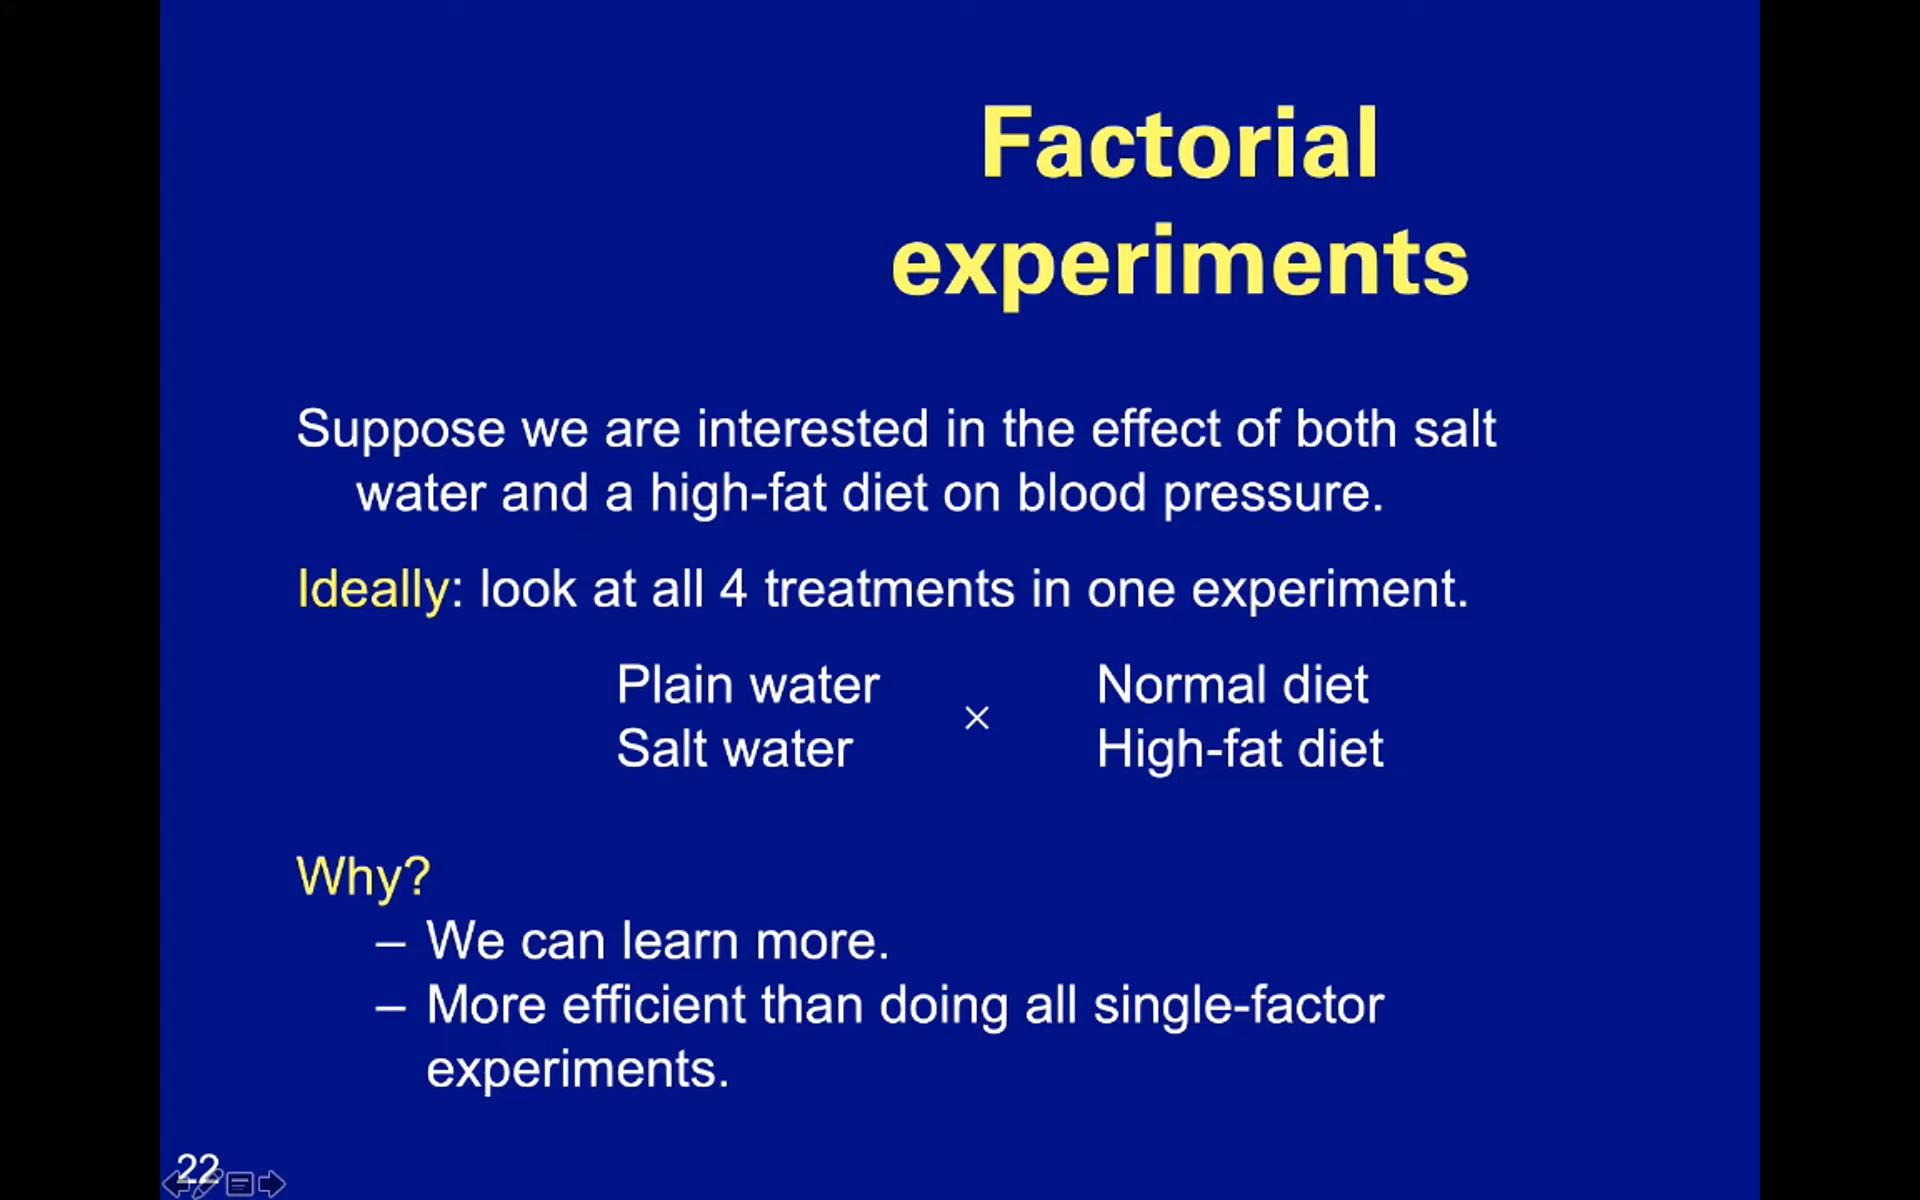 Factorial
experiments
Suppose we are interested in the effect of both salt
water and a high-fat diet on blood pressure.
Ideally: look at all 4 treatments in one experiment.
Plain water
Salt water
×
Normal diet
High-fat diet
Why?
– We can learn more.
– More efficient than doing all single-factor
experiments.
22